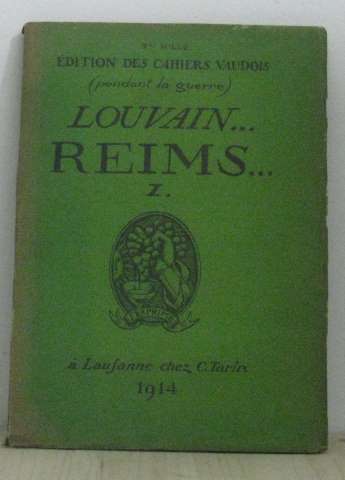 ÉDITION DES CAHIERS VAUDOIS
(pendant la guerre)
LOUVAIN...
REIMS...
I.
à Lausanne chez C. Tarin
1914